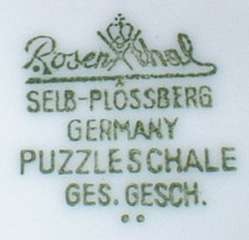 Rosenthal
SELB-PLÖSSBERG
GERMANY
PUZZLESCHALE
GES. GESCH.